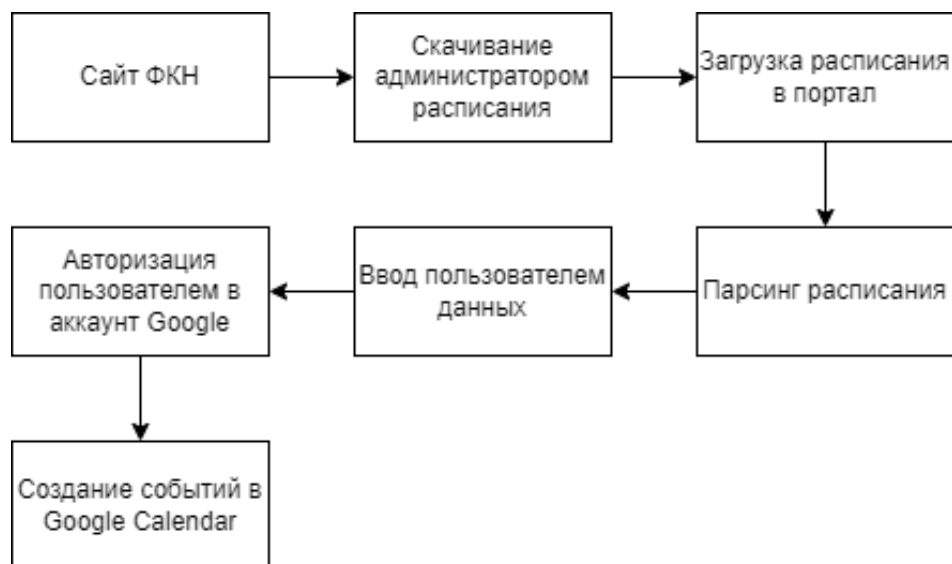 Сайт ФКН
Скачивание
администратором
расписания
Загрузка расписания
в портал
Парсинг расписания
Ввод пользователем
данных
Авторизация
пользователем в
аккаунт Google
Создание событий в
Google Calendar